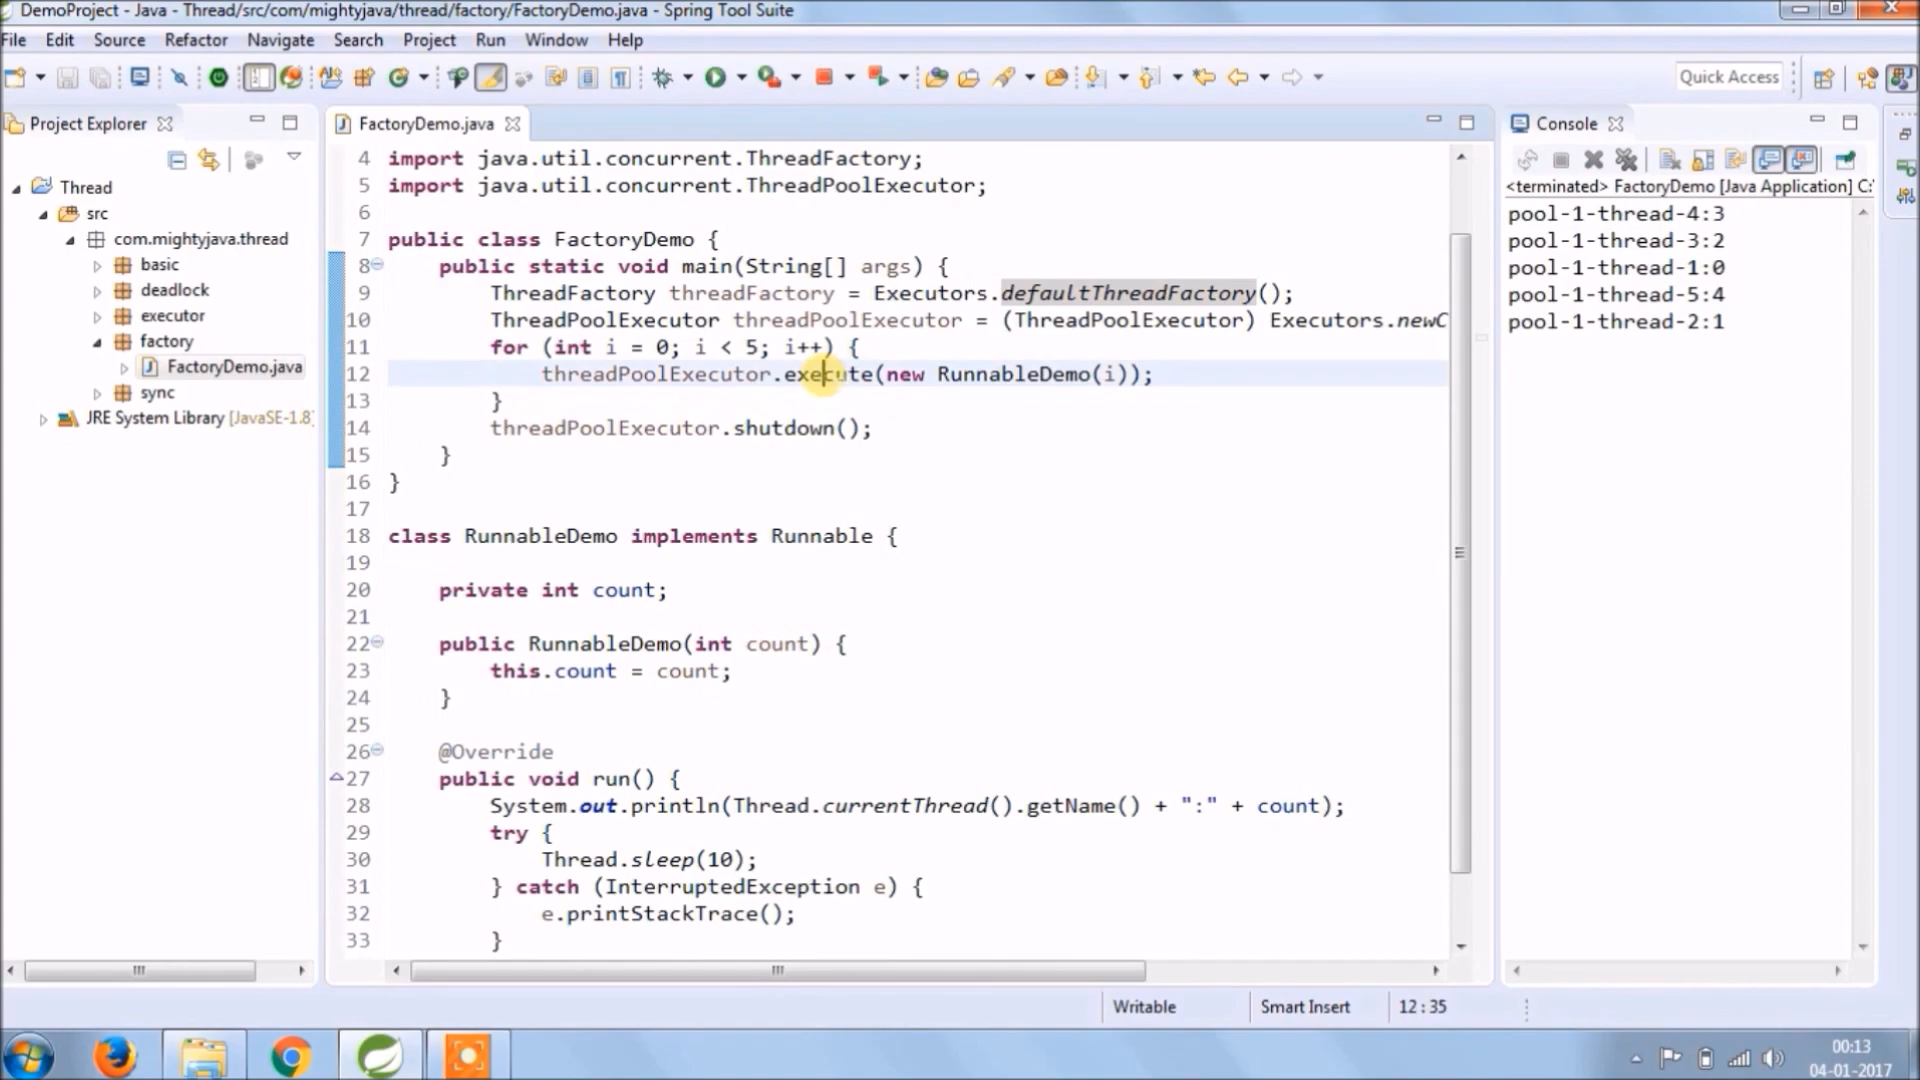 DemoProject - Java - Thread/src/com/mightyjava/thread/factory/FactoryDemo.java - Spring Tool Suite
File Edit Source Refactor Navigate Search Project Run Window Help
Quick Access
Project Explorer
Thread
src
com.mightyjava.thread
basic
deadlock
executor
factory
FactoryDemo.java
sync
JRE System Library [JavaSE-1.8]
FactoryDemo.java
4 import java.util.concurrent.ThreadFactory;
5 import java.util.concurrent.ThreadPoolExecutor;
6
7 public class FactoryDemo {
8 public static void main(String[] args) {
9 ThreadFactory threadFactory = Executors.defaultThreadFactory();
10 ThreadPoolExecutor threadPoolExecutor = (ThreadPoolExecutor) Executors.newC
11 for (int i = 0; i < 5; i++) {
12 threadPoolExecutor.execute(new RunnableDemo(i));
13 }
14 threadPoolExecutor.shutdown();
15 }
16 }
17
18 class RunnableDemo implements Runnable {
19
20 private int count;
21
22 public RunnableDemo(int count) {
23 this.count = count;
24 }
25
26 @Override
27 public void run() {
28 System.out.println(Thread.currentThread().getName() + ":" + count);
29 try {
30 Thread.sleep(10);
31 } catch (InterruptedException e) {
32 e.printStackTrace();
33 }
Console
<terminated> FactoryDemo [Java Application] C:
pool-1-thread-4:3
pool-1-thread-3:2
pool-1-thread-1:0
pool-1-thread-5:4
pool-1-thread-2:1
Writable Smart Insert 12 : 35
00:13
04-01-2017